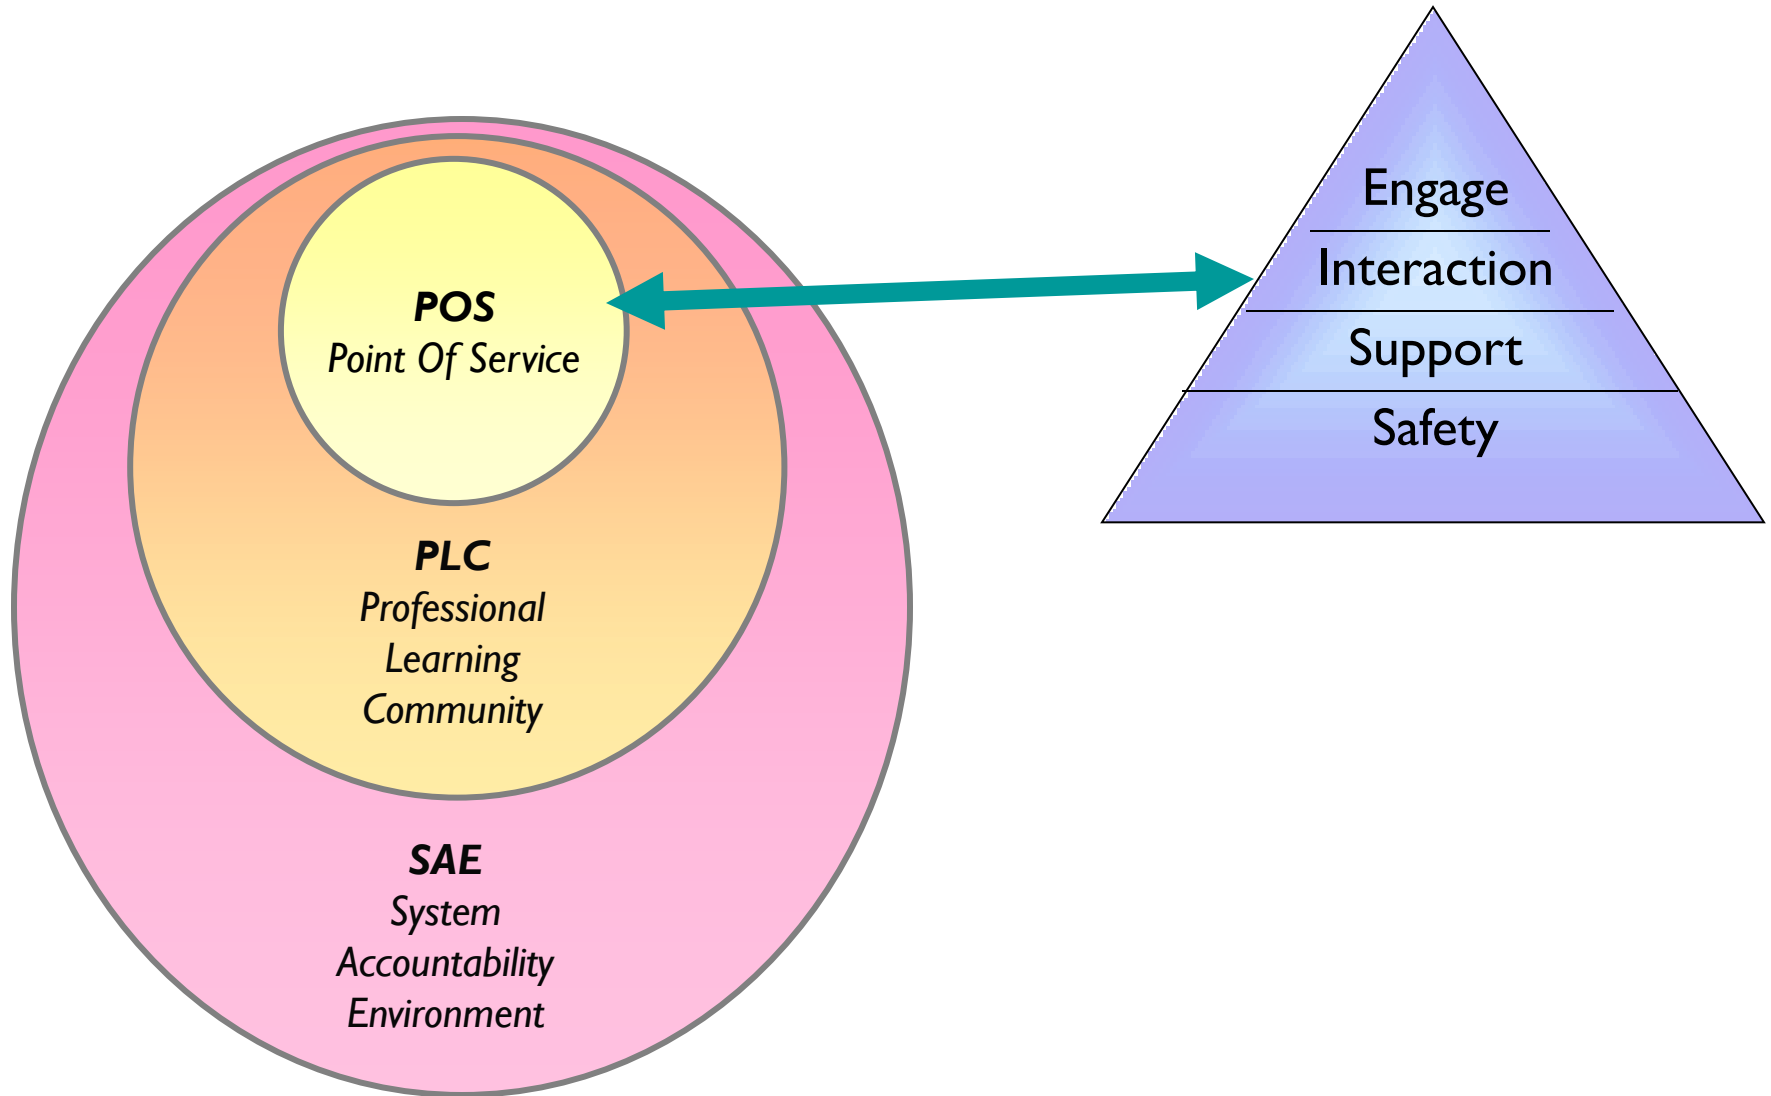 POS
Point Of Service
PLC
Professional
Learning
Community
SAE
System
Accountability
Environment
Engage
Interaction
Support
Safety